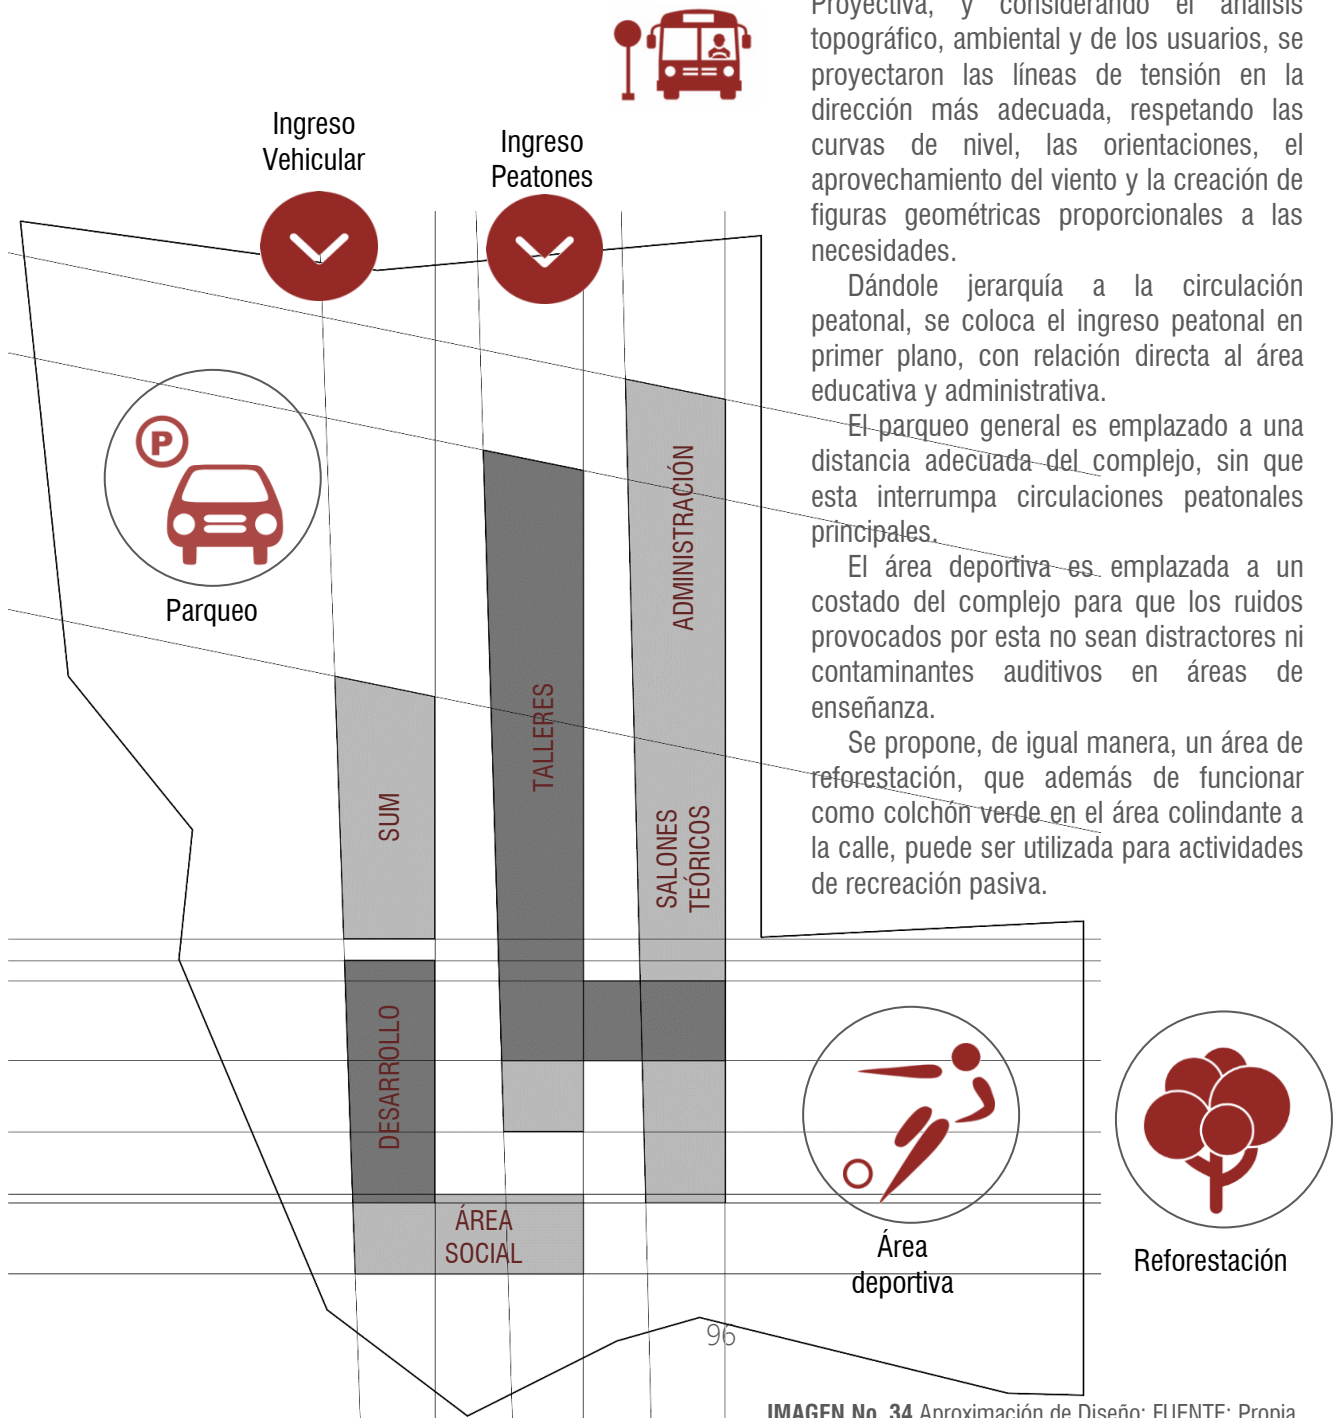 Proyectiva, y considerando el análisis
topográfico, ambiental y de los usuarios, se
proyectaron las líneas de tensión en la
dirección más adecuada, respetando las
curvas de nivel, las orientaciones, el
aprovechamiento del viento y la creación de
figuras geométricas proporcionales a las
necesidades.
Dándole jerarquía a la circulación
peatonal, se coloca el ingreso peatonal en
primer plano, con relación directa al área
educativa y administrativa.
El parqueo general es emplazado a una
distancia adecuada del complejo, sin que
esta interrumpa circulaciones peatonales
principales.
El área deportiva es emplazada a un
costado del complejo para que los ruidos
provocados por esta no sean distractores ni
contaminantes auditivos en áreas de
enseñanza.
Se propone, de igual manera, un área de
reforestación, que además de funcionar
como colchón verde en el área colindante a
la calle, puede ser utilizada para actividades
de recreación pasiva.
Ingreso
Vehicular
Ingreso
Peatones
P
Parqueo
ADMINISTRACIÓN
TALLERES
SUM
SALONES
TEÓRICOS
DESARROLLO
ÁREA
SOCIAL
Área
deportiva
Reforestación
96
IMAGEN No. 34 Aproximación de Diseño: FUENTE: Propia